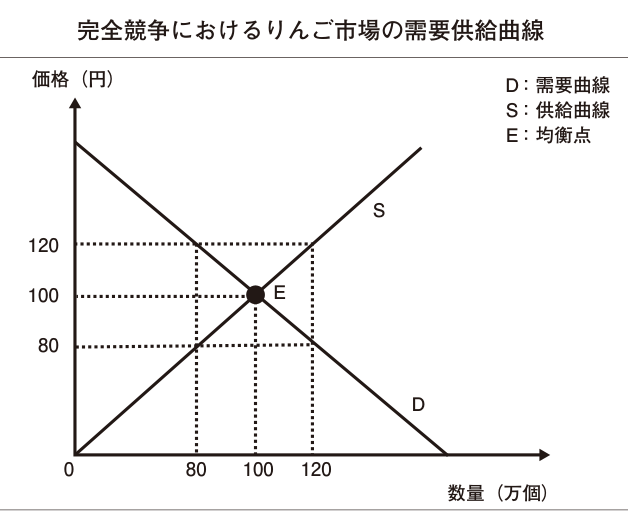 完全競争におけるりんご市場の需要供給曲線
価格（円）
D：需要曲線
S：供給曲線
E：均衡点
S
120
100
E
80
D
0
80
100
120
数量（万個）